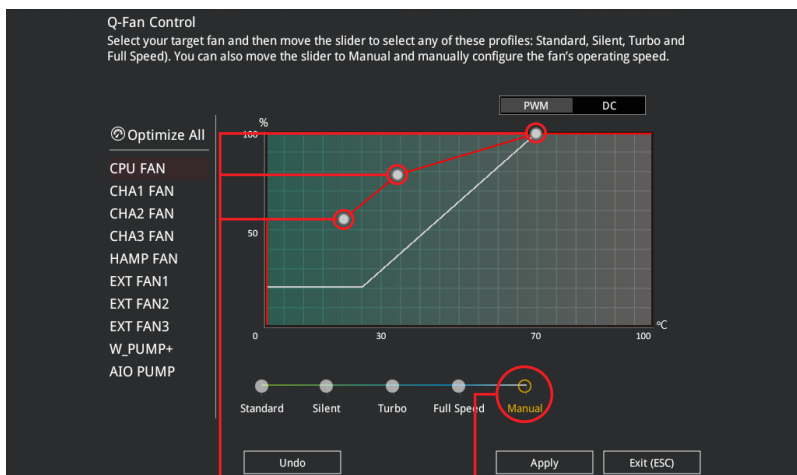 Q-Fan Control
Select your target fan and then move the slider to select any of these profiles: Standard, Silent, Turbo and
Full Speed). You can also move the slider to Manual and manually configure the fan's operating speed.
PWM DC
%
Optimize All
100
CPU FAN
CHA1 FAN
CHA2 FAN
CHA3 FAN
HAMP FAN
EXT FAN1
EXT FAN2
EXT FAN3
W_PUMP+
AIO PUMP
50
°C
0 30 70 100
Standard Silent Turbo Full Speed Manual
Undo Apply Exit (ESC)